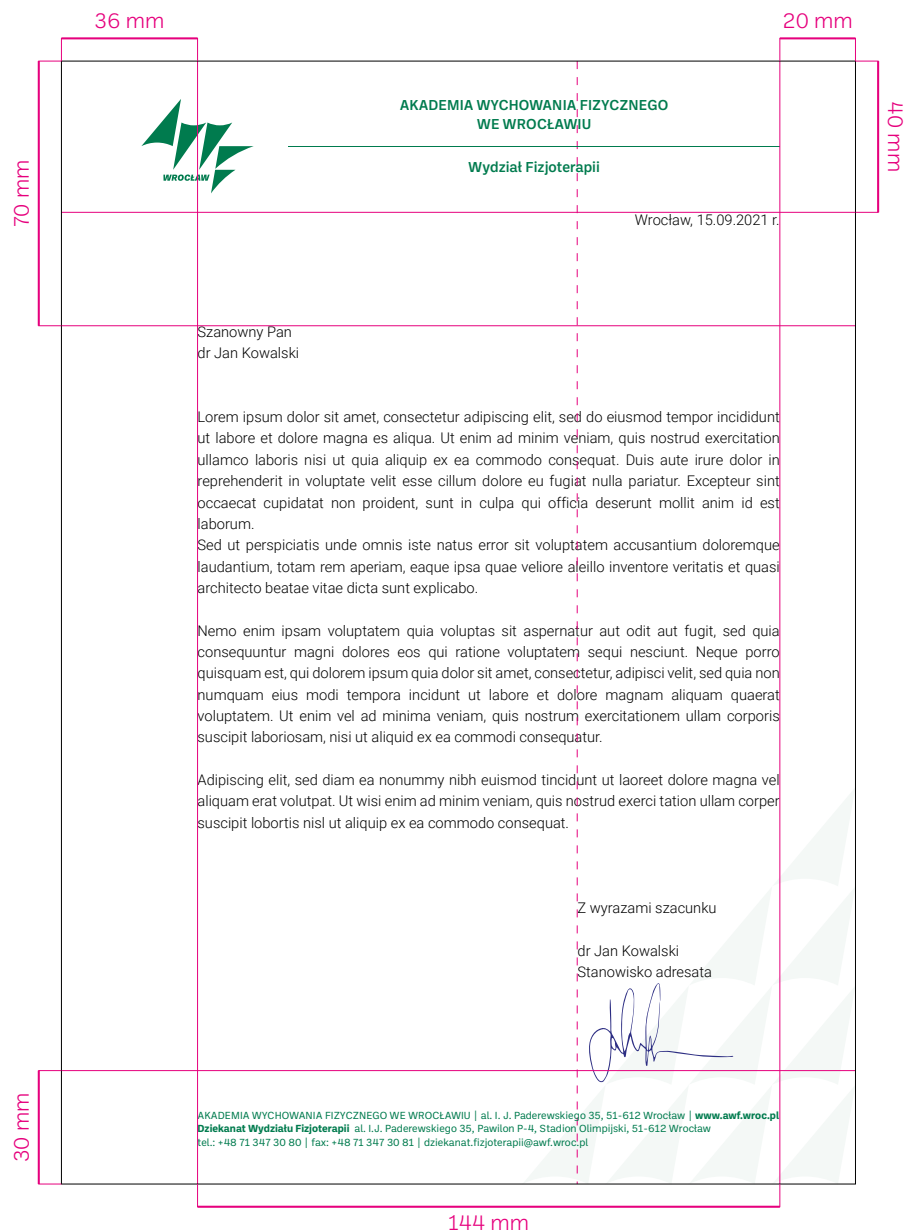 36 mm
20 mm
40 mm
70 mm
AKADEMIA WYCHOWANIA FIZYCZNEGO
WE WROCŁAWIU
Wydział Fizjoterapii
WROCŁAW
Wrocław, 15.09.2021 r.
Szanowny Pan
dr Jan Kowalski
Lorem ipsum dolor sit amet, consectetur adipiscing elit, sed do eiusmod tempor incididunt
ut labore et dolore magna es aliqua. Ut enim ad minim veniam, quis nostrud exercitation
ullamco laboris nisi ut quia aliquip ex ea commodo consequat. Duis aute irure dolor in
reprehenderit in voluptate velit esse cillum dolore eu fugiat nulla pariatur. Excepteur sint
occaecat cupidatat non proident, sunt in culpa qui officia deserunt mollit anim id est
laborum.
Sed ut perspiciatis unde omnis iste natus error sit voluptatem accusantium doloremque
laudantium, totam rem aperiam, eaque ipsa quae veliore aleillo inventore veritatis et quasi
architecto beatae vitae dicta sunt explicabo.
Nemo enim ipsam voluptatem quia voluptas sit aspernatur aut odit aut fugit, sed quia
consequuntur magni dolores eos qui ratione voluptatem sequi nesciunt. Neque porro
quisquam est, qui dolorem ipsum quia dolor sit amet, consectetur, adipisci velit, sed quia non
numquam eius modi tempora incidunt ut labore et dolore magnam aliquam quaerat
voluptatem. Ut enim vel ad minima veniam, quis nostrum exercitationem ullam corporis
suscipit laboriosam, nisi ut aliquid ex ea commodi consequatur.
Adipiscing elit, sed diam ea nonummy nibh euismod tincidunt ut laoreet dolore magna vel
aliquam erat volutpat. Ut wisi enim ad minim veniam, quis nostrud exerci tation ullam corper
suscipit lobortis nisl ut aliquip ex ea commodo consequat.
Z wyrazami szacunku
dr Jan Kowalski
Stanowisko adresata
30 mm
AKADEMIA WYCHOWANIA FIZYCZNEGO WE WROCŁAWIU | al. I. J. Paderewskiego 35, 51-612 Wrocław | www.awf.wroc.pl
Dziekanat Wydziału Fizjoterapii al. I.J. Paderewskiego 35, Pawilon P-4, Stadion Olimpijski, 51-612 Wrocław
tel.: +48 71 347 30 80 | fax: +48 71 347 30 81 | dziekanat.fizjoterapii@awf.wroc.pl
144 mm